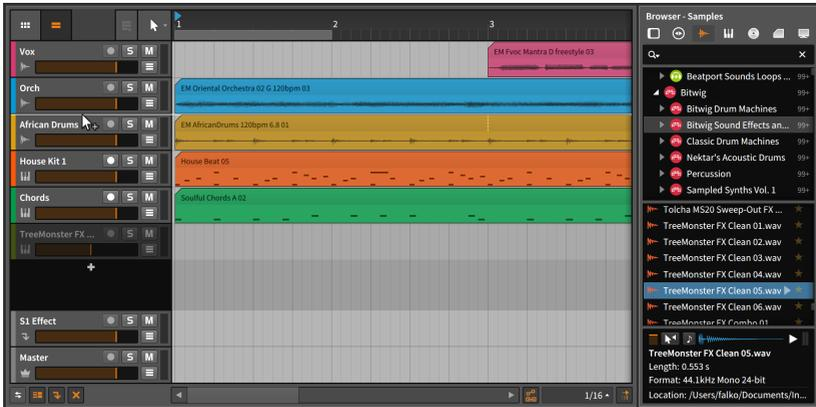 Browser - Samples
1
2
3
Vox
S M
EM Fvoc Mantra D freestyle 03
Orch
S M
EM Oriental Orchestra 02 G 120bpm 03
African Drums
S M
EM AfricanDrums 120bpm 6.8 01
House Kit 1
S M
House Beat 05
Chords
S M
Soulful Chords A 02
TreeMonster FX ...
S M
+
S1 Effect
S M
Master
S M
1/16
Beatport Sounds Loops ... 99+
Bitwig 99+
Bitwig Drum Machines 99+
Bitwig Sound Effects an... 99+
Classic Drum Machines 99+
Nektar's Acoustic Drums 99+
Percussion 99+
Sampled Synths Vol. 1 99+
Tolcha MS20 Sweep-Out FX ...
TreeMonster FX Clean 01.wav
TreeMonster FX Clean 02.wav
TreeMonster FX Clean 03.wav
TreeMonster FX Clean 04.wav
TreeMonster FX Clean 05.wav
TreeMonster FX Clean 06.wav
TreeMonster FX Combo 01
TreeMonster FX Clean 05.wav
Length: 0.553 s
Format: 44.1kHz Mono 24-bit
Location: /Users/falko/Documents/In...